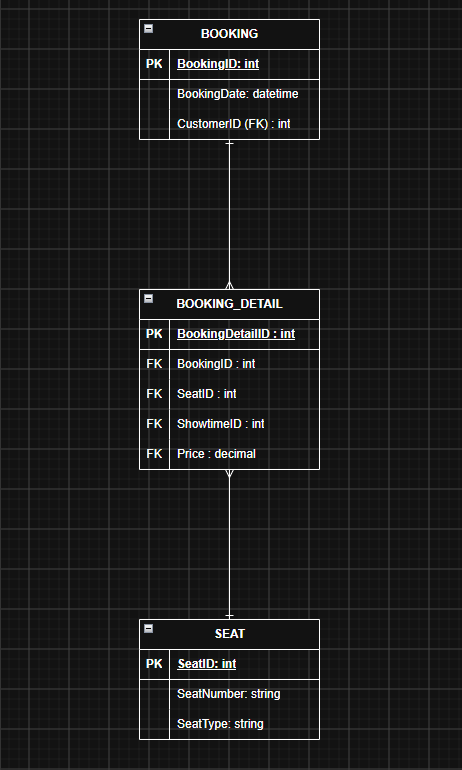 BOOKING
PK BookingID: int
BookingDate: datetime
CustomerID (FK) : int
BOOKING_DETAIL
PK BookingDetailID : int
FK BookingID : int
FK SeatID : int
FK ShowtimeID : int
FK Price : decimal
SEAT
PK SeatID: int
SeatNumber: string
SeatType: string